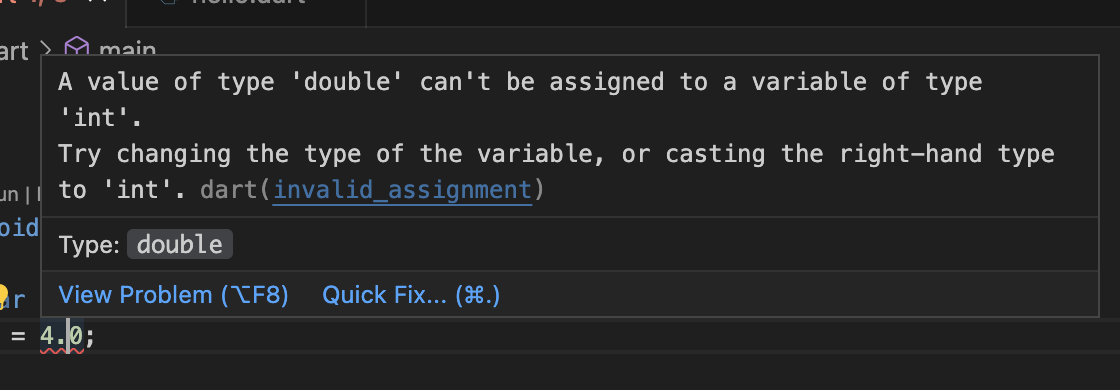 hello.dart
art > main
A value of type 'double' can't be assigned to a variable of type
'int'.
Try changing the type of the variable, or casting the right-hand type
to 'int'. dart(invalid_assignment)
un |
oid
Type: double
ar
View Problem (⌥F8) Quick Fix... (⌘.)
= 4.0;